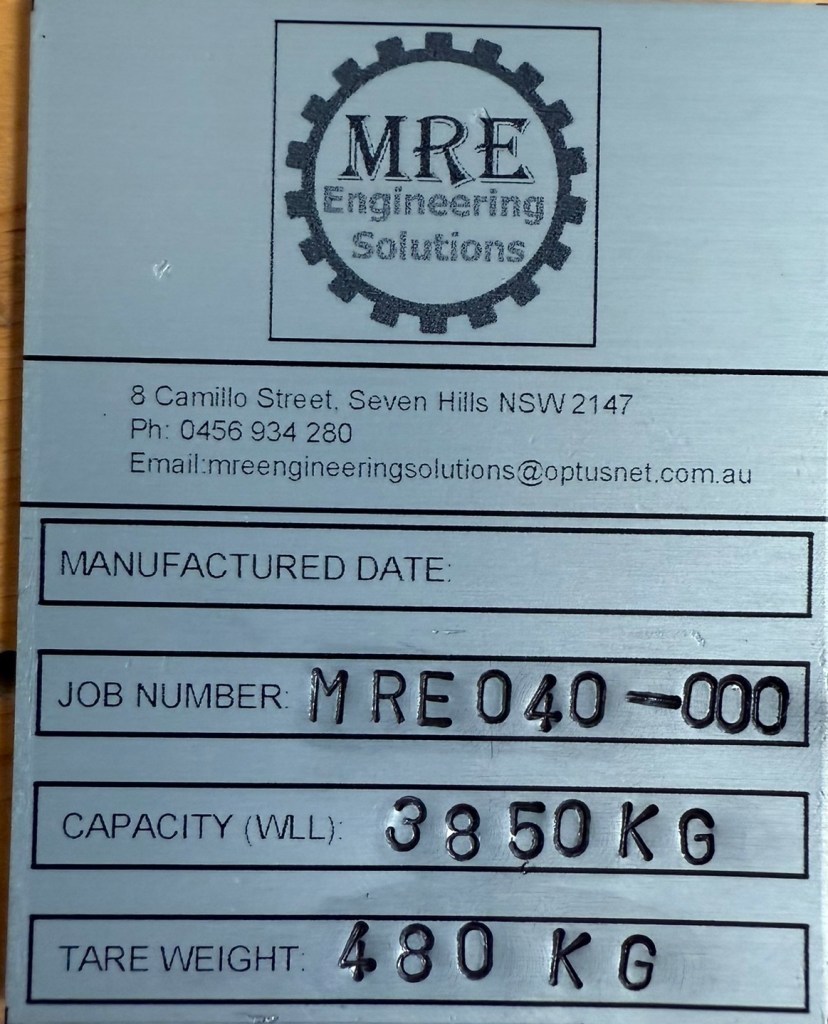 MRE
Engineering
Solutions
8 Camillo Street, Seven Hills NSW 2147
Ph: 0456 934 280
Email:mreengineeringsolutions@optusnet.com.au
MANUFACTURED DATE:
JOB NUMBER: MRE040-000
CAPACITY (WLL): 3850KG
TARE WEIGHT: 480 KG